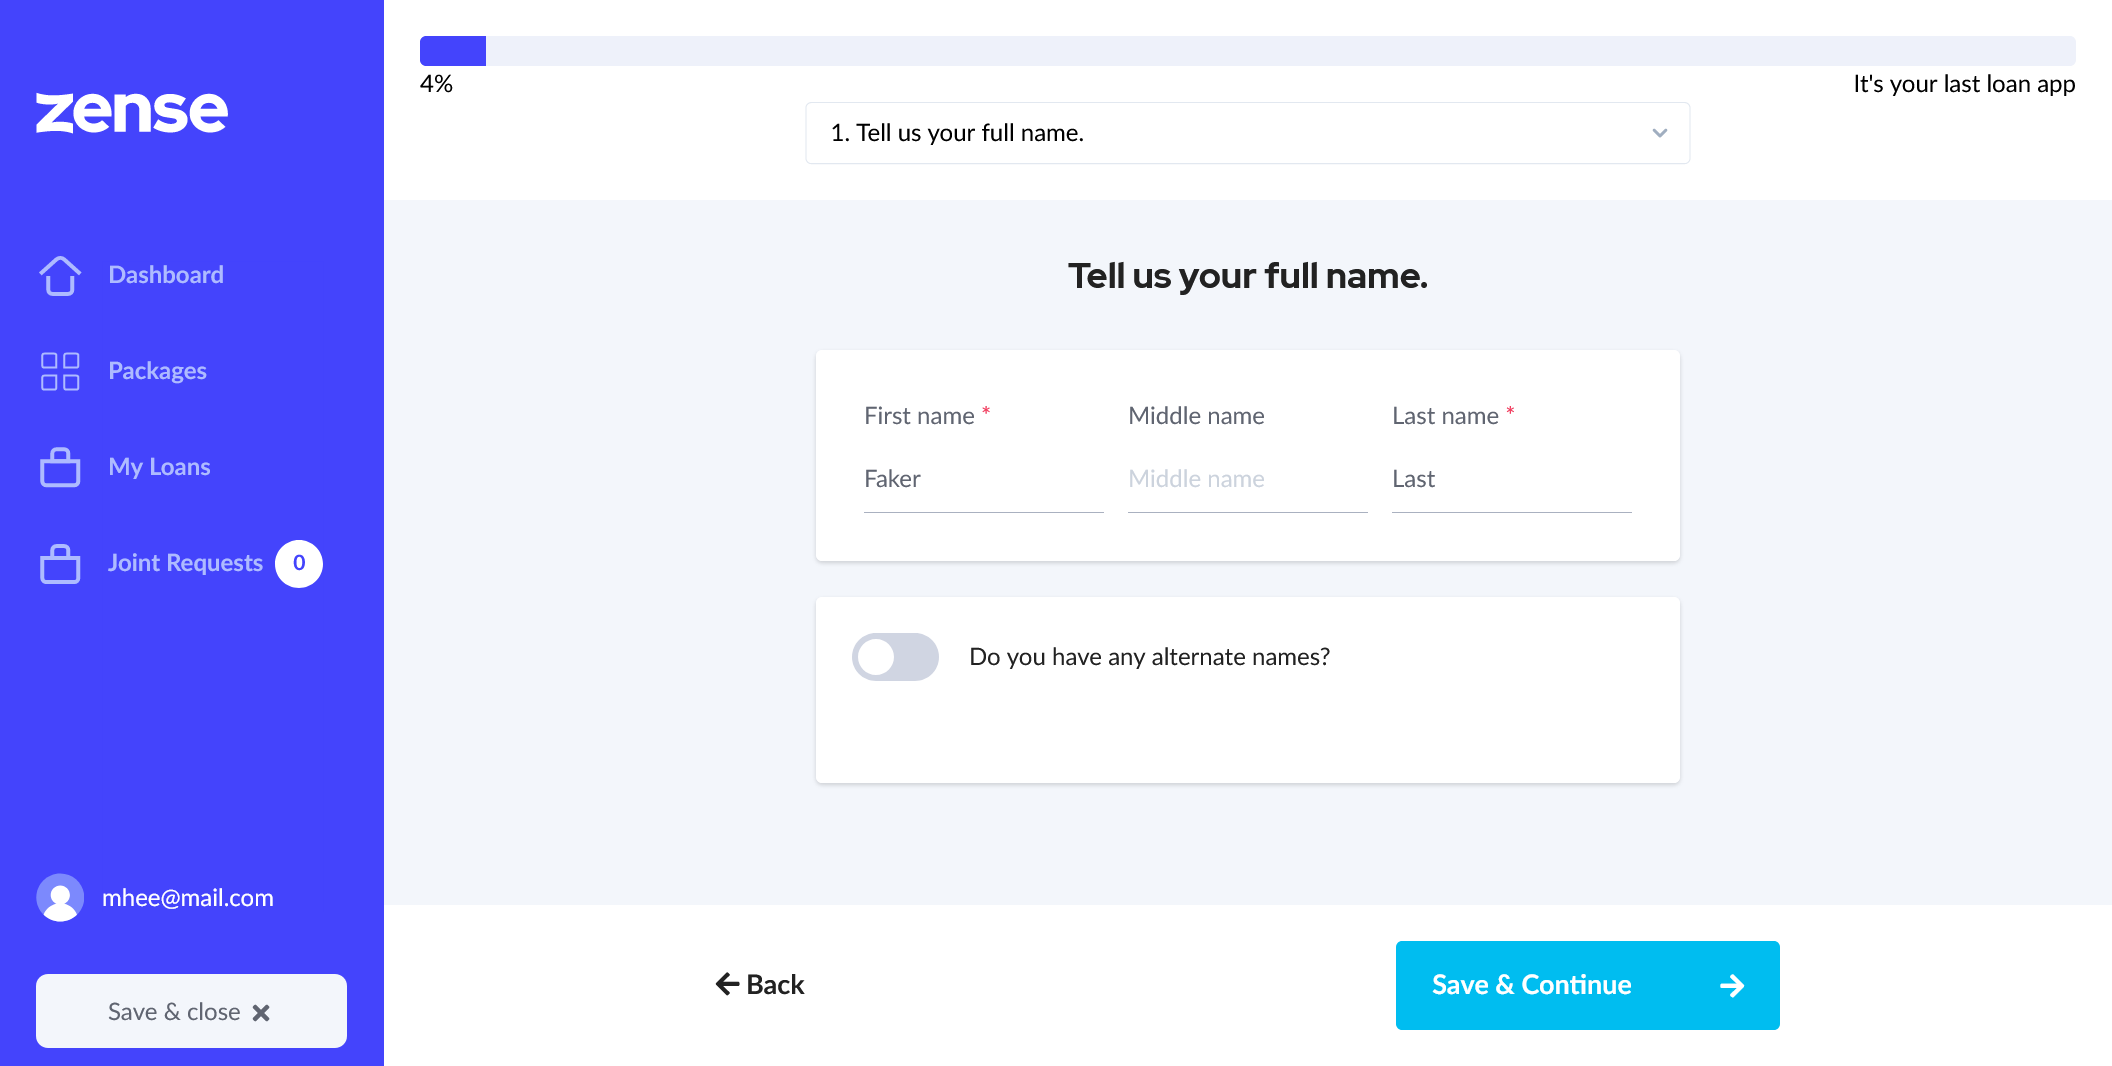 zense
Dashboard
Packages
My Loans
Joint Requests 0
mhee@mail.com
Save & close
4%
It's your last loan app
1. Tell us your full name.
Tell us your full name.
First name * Middle name Last name *
Faker Middle name Last
Do you have any alternate names?
Back
Save & Continue